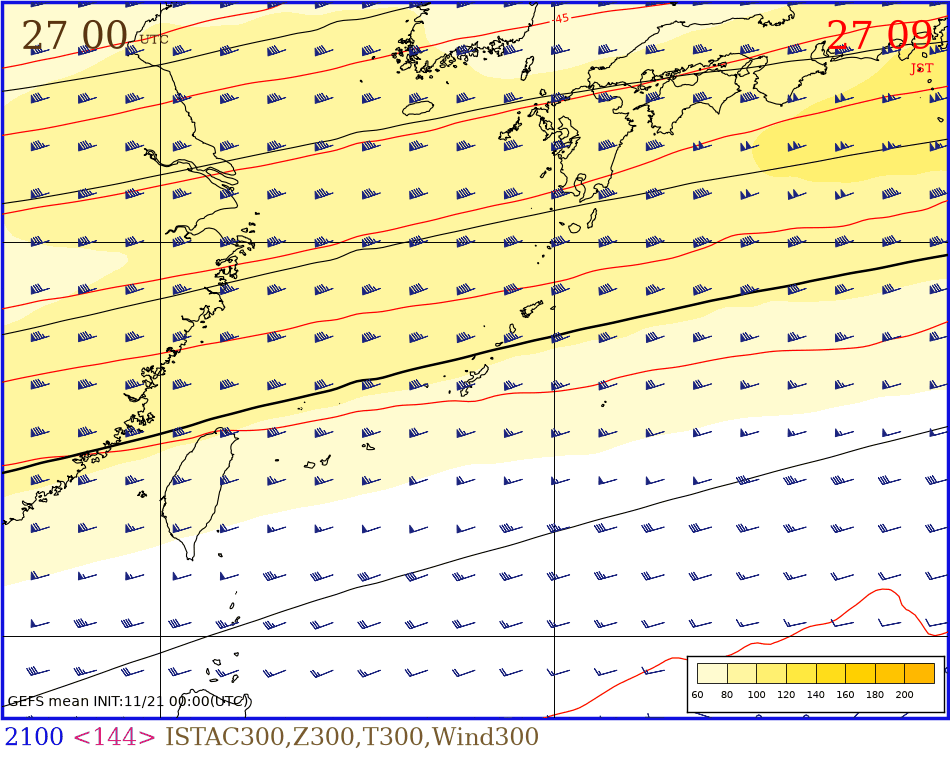 27 00 UTC
27 09
JST
-45
60 80 100 120 140 160 180 200
GEFS mean INIT:11/21 00:00(UTC)
2100 <144> ISTAC300,Z300,T300,Wind300